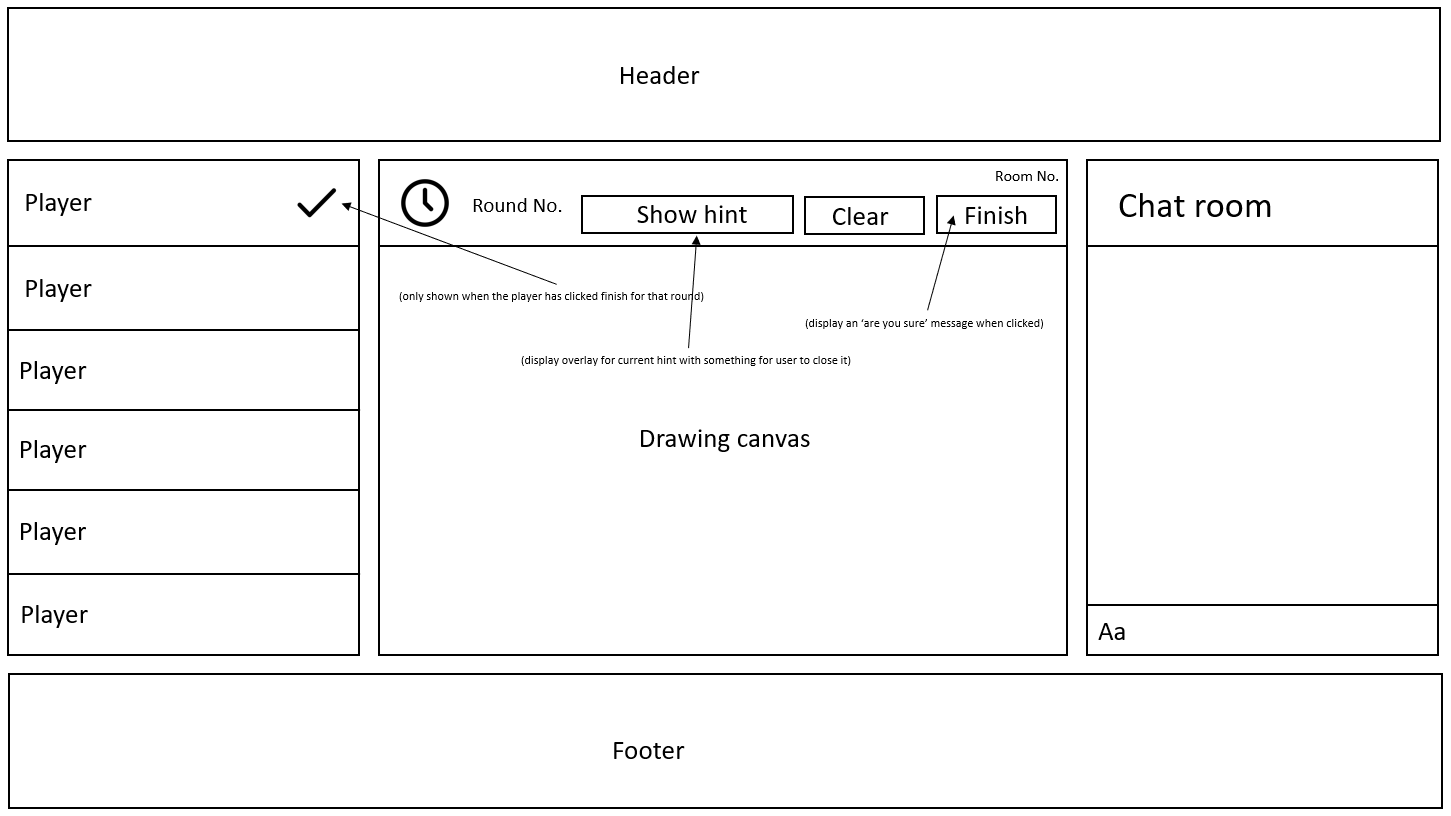 Header
Player
Player
Player
Player
Player
Player
Room No.
Round No.
Show hint
Clear
Finish
(only shown when the player has clicked finish for that round)
(display an ‘are you sure’ message when clicked)
(display overlay for current hint with something for user to close it)
Drawing canvas
Chat room
Aa
Footer